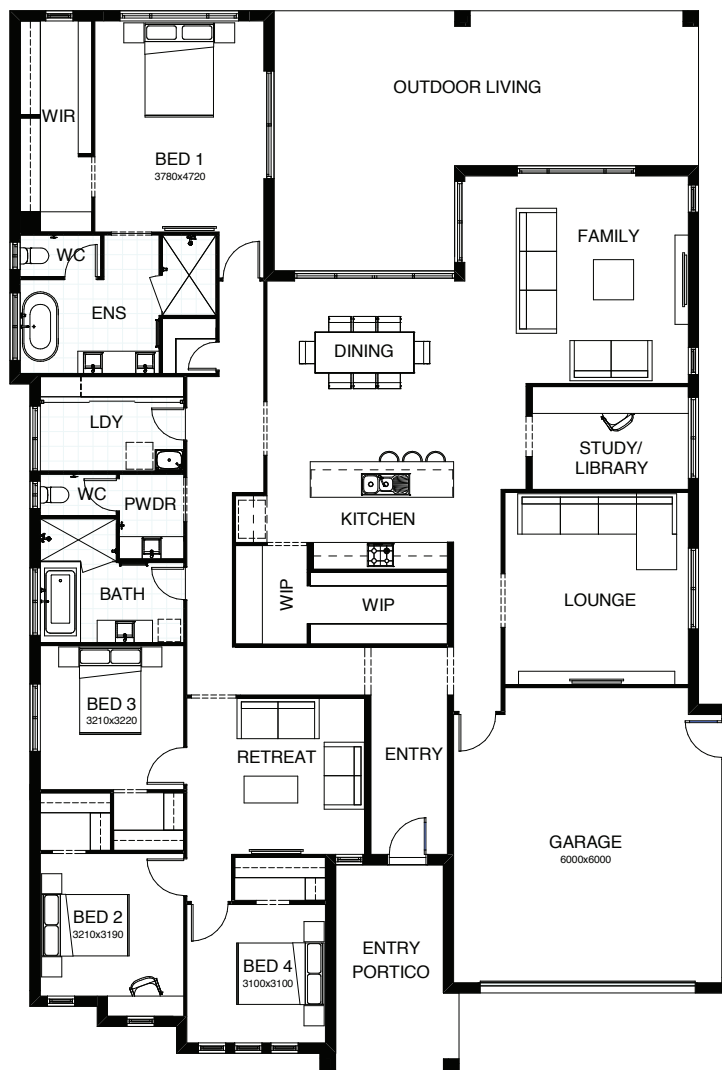 OUTDOOR LIVING
WIR
BED 1
3780x4720
FAMILY
WC
ENS
DINING
LDY
STUDY/
LIBRARY
WC
PWDR
KITCHEN
BATH
WIP
WIP
LOUNGE
BED 3
3210x3220
RETREAT
ENTRY
GARAGE
6000x6000
BED 2
3210x3190
ENTRY
PORTICO
BED 4
3100x3100